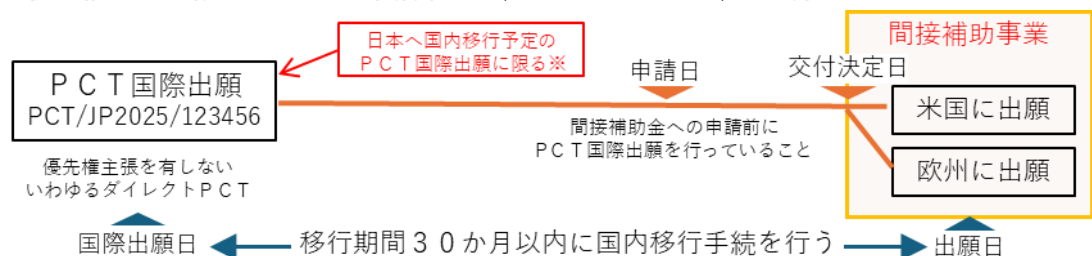 間接補助事業
日本へ国内移行予定の
ＰＣＴ国際出願に限る※
申請日
交付決定日
ＰＣＴ国際出願
PCT/JP2025/123456
米国に出願
間接補助金への申請前に
ＰＣＴ国際出願を行っていること
優先権主張を有しない
いわゆるダイレクトＰＣＴ
欧州に出願
国際出願日
移行期間３０か月以内に国内移行手続を行う
出願日